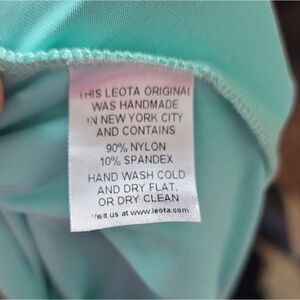 THIS LEOTA ORIGINAL
WAS HANDMADE
IN NEW YORK CITY
AND CONTAINS
90% NYLON
10% SPANDEX
HAND WASH COLD
AND DRY FLAT,
OR DRY CLEAN
Visit us at www.leota.com